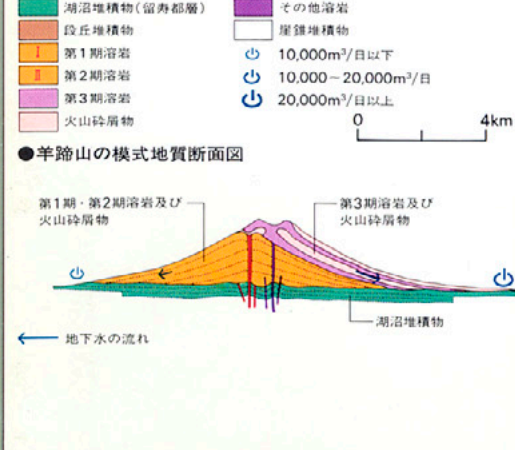 湖沼堆積物(留寿都層)
その他溶岩
段丘堆積物
崖錐堆積物
I 第1期溶岩
10,000m³/日以下
II 第2期溶岩
10,000~20,000m³/日
第3期溶岩
20,000m³/日以上
火山砕屑物
0 4km
●羊蹄山の模式地質断面図
第1期・第2期溶岩及び
火山砕屑物
第3期溶岩及び
火山砕屑物
湖沼堆積物
地下水の流れ